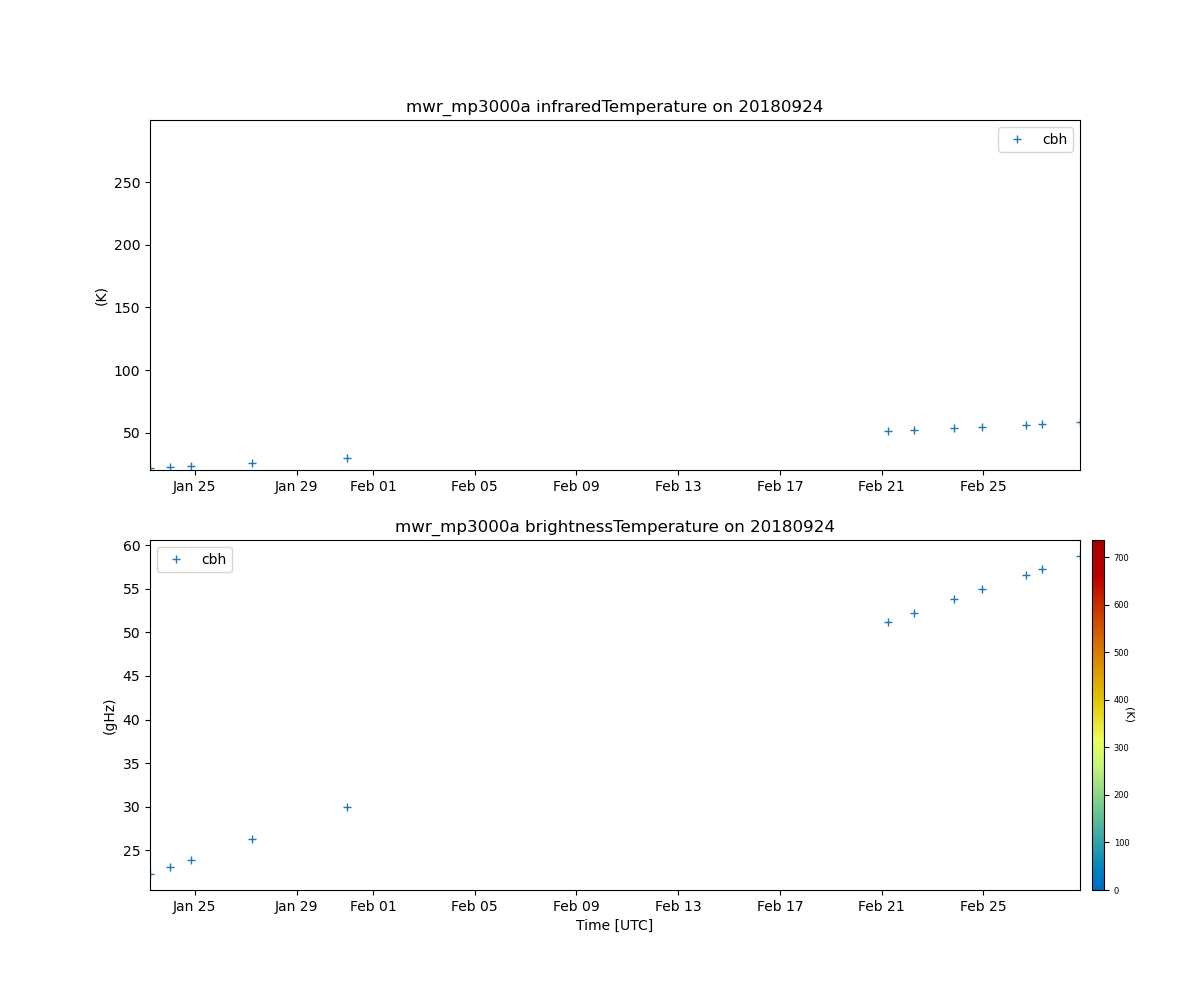 mwr_mp3000a infraredTemperature on 20180924
cbh
250
200
150
100
50
(K)
Jan 25 Jan 29 Feb 01 Feb 05 Feb 09 Feb 13 Feb 17 Feb 21 Feb 25
mwr_mp3000a brightnessTemperature on 20180924
cbh
60
55
50
45
40
35
30
25
(gHz)
Jan 25 Jan 29 Feb 01 Feb 05 Feb 09 Feb 13 Feb 17 Feb 21 Feb 25
Time [UTC]
700
600
500
400
300
200
100
0
(K)